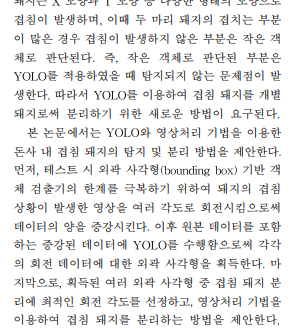 돼지는 X 모양과 T 모양 등 다양한 형태의 모양으로
겹침이 발생하며, 이때 두 마리 돼지의 겹치는 부분
이 많은 경우 겹침이 발생하지 않은 부분은 작은 객
체로 판단된다. 즉, 작은 객체로 판단된 부분은
YOLO를 적용하였을 때 탐지되지 않는 문제점이 발
생한다. 따라서 YOLO를 이용하여 겹침 돼지를 개별
돼지로써 분리하기 위한 새로운 방법이 요구된다.
본 논문에서는 YOLO와 영상처리 기법을 이용한
돈사 내 겹침 돼지의 탐지 및 분리 방법을 제안한다.
먼저, 테스트 시 외곽 사각형(bounding box) 기반 객
체 검출기의 한계를 극복하기 위하여 돼지의 겹침
상황이 발생한 영상을 여러 각도로 회전시킴으로써
데이터의 양을 증강시킨다. 이후 원본 데이터를 포함
하는 증강된 데이터에 YOLO를 수행함으로써 각각
의 회전 데이터에 대한 외곽 사각형을 획득한다. 마
지막으로, 획득된 여러 외곽 사각형 중 겹침 돼지 분
리에 최적인 회전 각도를 선정하고, 영상처리 기법을
이용하여 겹침 돼지를 분리하는 방법을 제안한다.